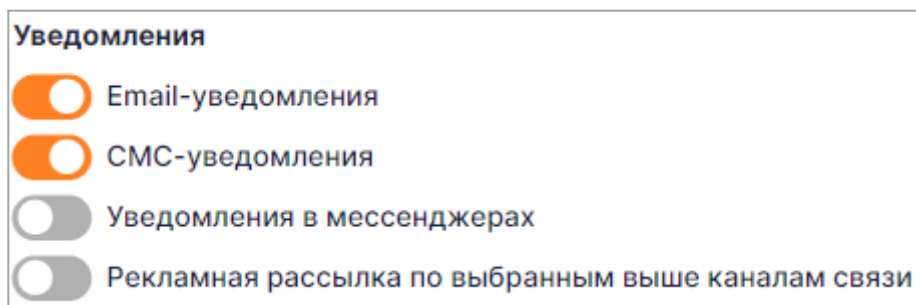 Уведомления
Email-уведомления
СМС-уведомления
Уведомления в мессенджерах
Рекламная рассылка по выбранным выше каналам связи